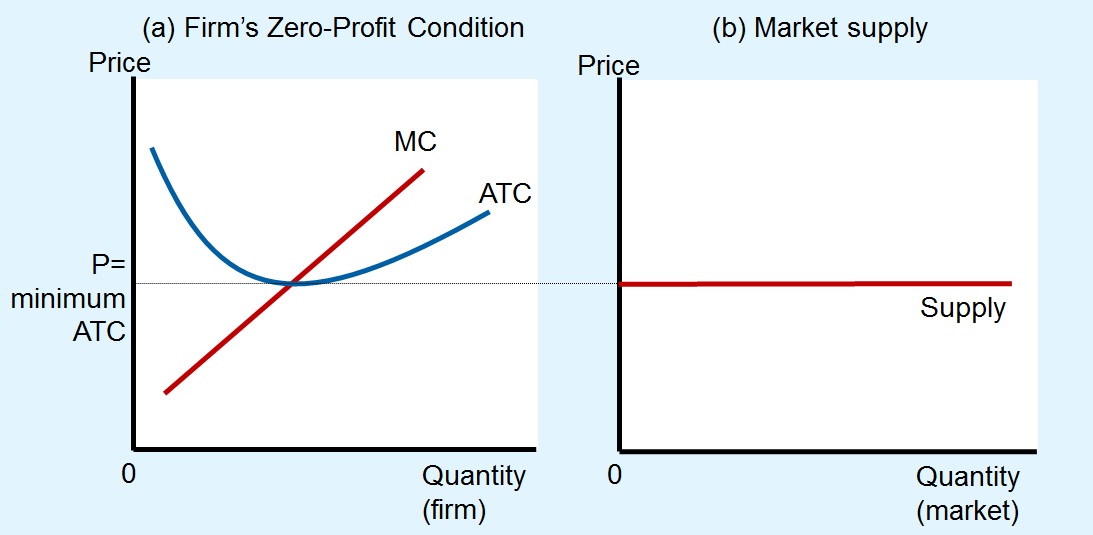 (a) Firm’s Zero-Profit Condition
Price
MC
ATC
P=
minimum
ATC
0
Quantity
(firm)
(b) Market supply
Price
Supply
0
Quantity
(market)